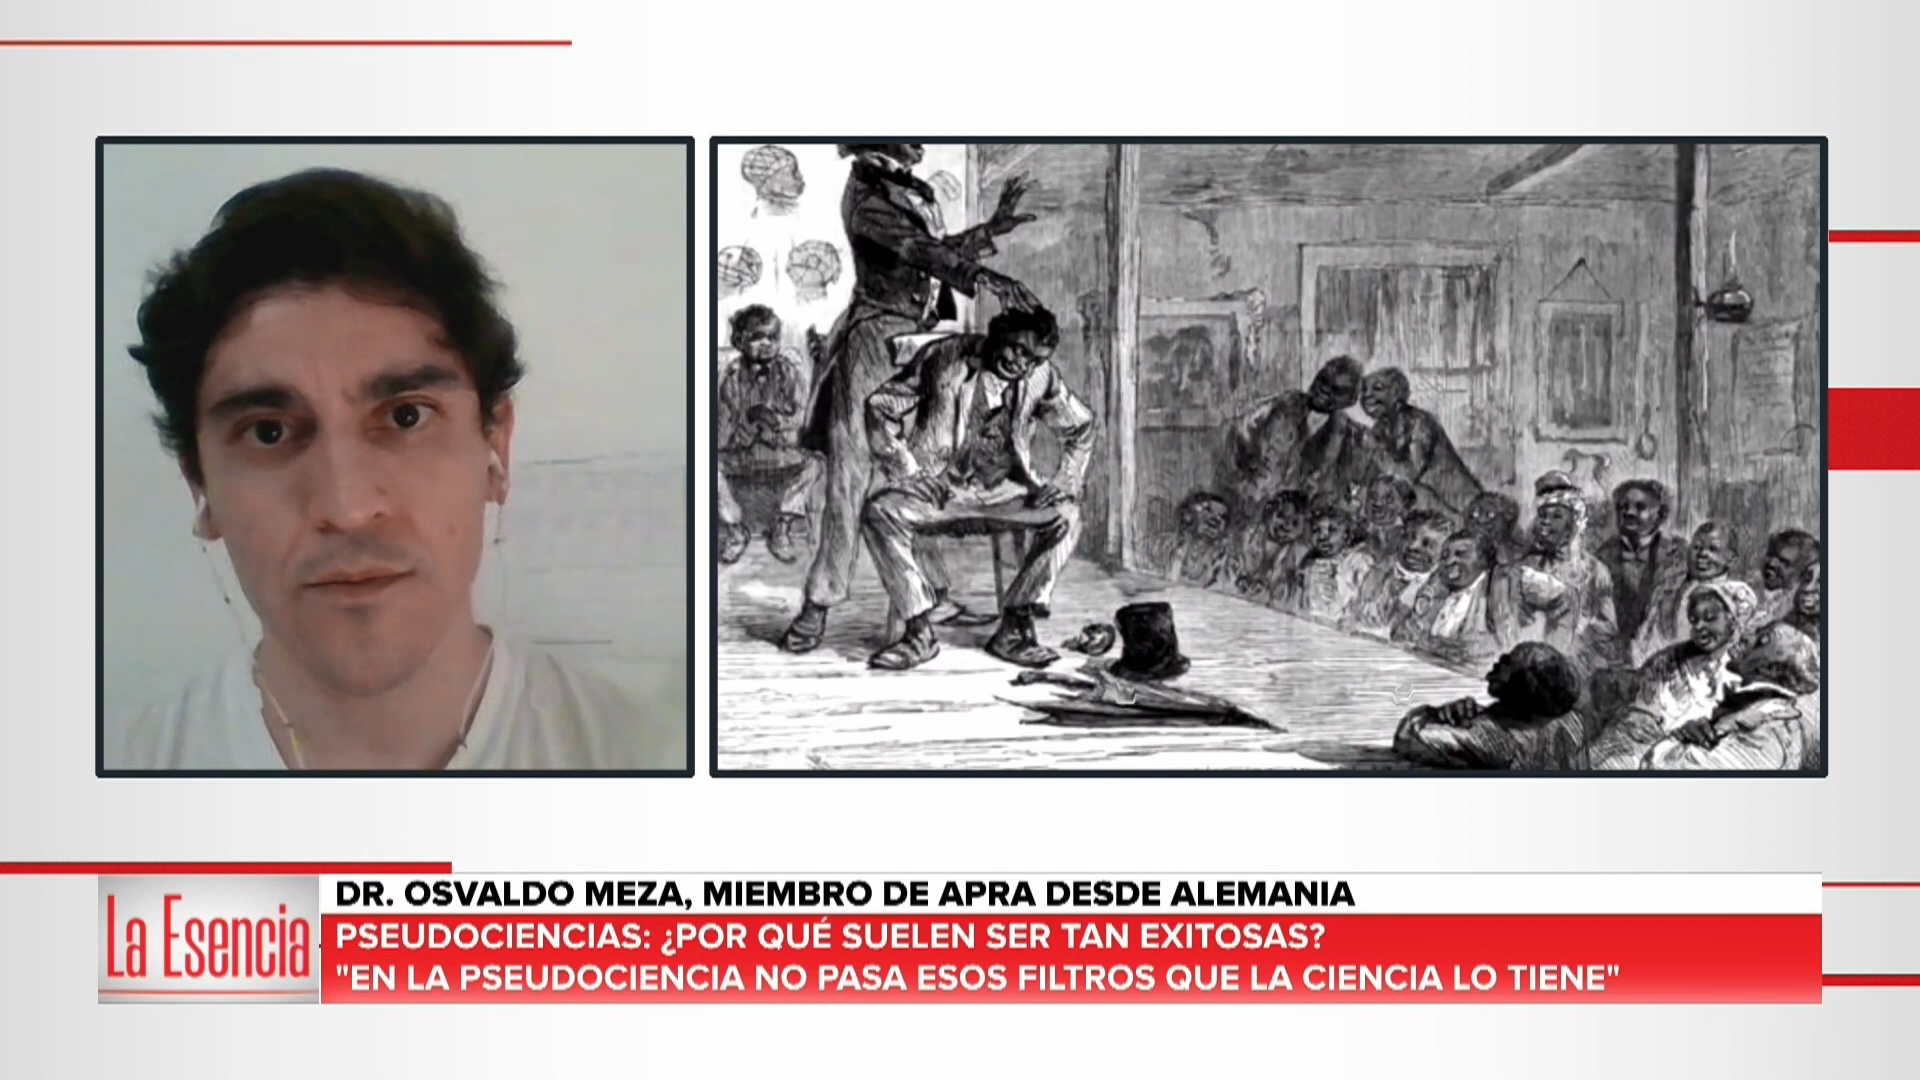 La Esencia
DR. OSVALDO MEZA, MIEMBRO DE APRA DESDE ALEMANIA
PSEUDOCIENCIAS: ¿POR QUÉ SUELEN SER TAN EXITOSAS?
"EN LA PSEUDOCIENCIA NO PASA ESOS FILTROS QUE LA CIENCIA LO TIENE"